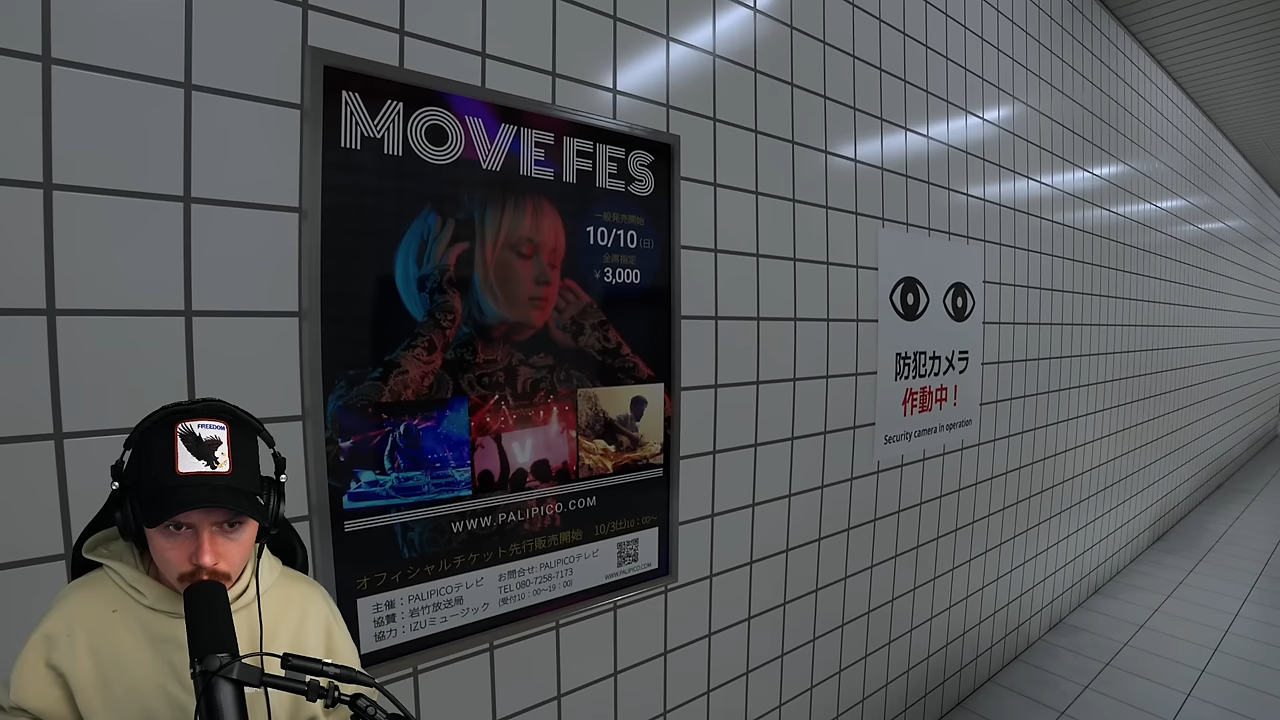 MOVE FES
一般発売開始
10/10(日)
全席指定
¥3,000
WWW.PALIPICO.COM
オフィシャルチケット先行販売開始 10/3(土)10:00〜
主催:PALIPICOテレビ
協賛:岩竹放送局
協力:IZUミュージック
お問合せ:PALIPICOテレビ
TEL 080-7258-7173
(受付10:00〜19:00)
WWW.PALIPICO.COM
防犯カメラ
作動中!
Security camera in operation
FREEDOM